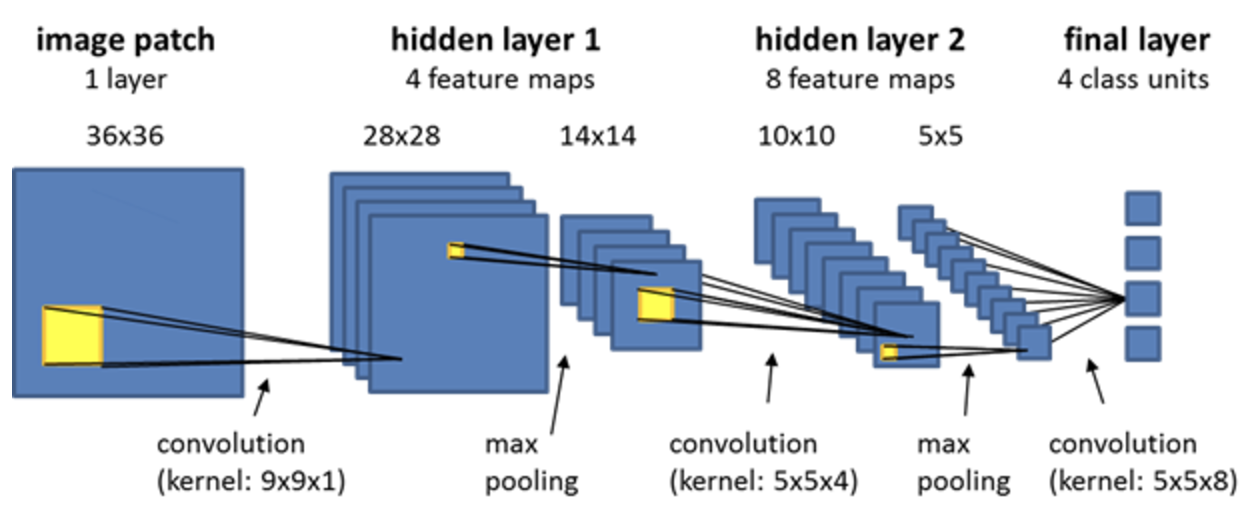 image patch
1 layer
hidden layer 1
4 feature maps
hidden layer 2
8 feature maps
final layer
4 class units
36x36
28x28
14x14
10x10
5x5
convolution
(kernel: 9x9x1)
max
pooling
convolution
(kernel: 5x5x4)
max
pooling
convolution
(kernel: 5x5x8)